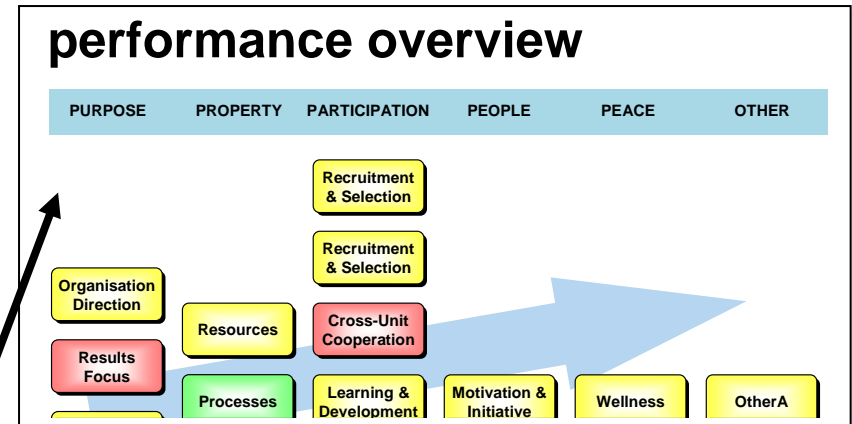 performance overview
PURPOSE PROPERTY PARTICIPATION PEOPLE PEACE OTHER
Recruitment
& Selection
Recruitment
& Selection
Organisation
Direction
Resources
Cross-Unit
Cooperation
Results
Focus
Processes
Learning &
Development
Motivation &
Initiative
Wellness
OtherA